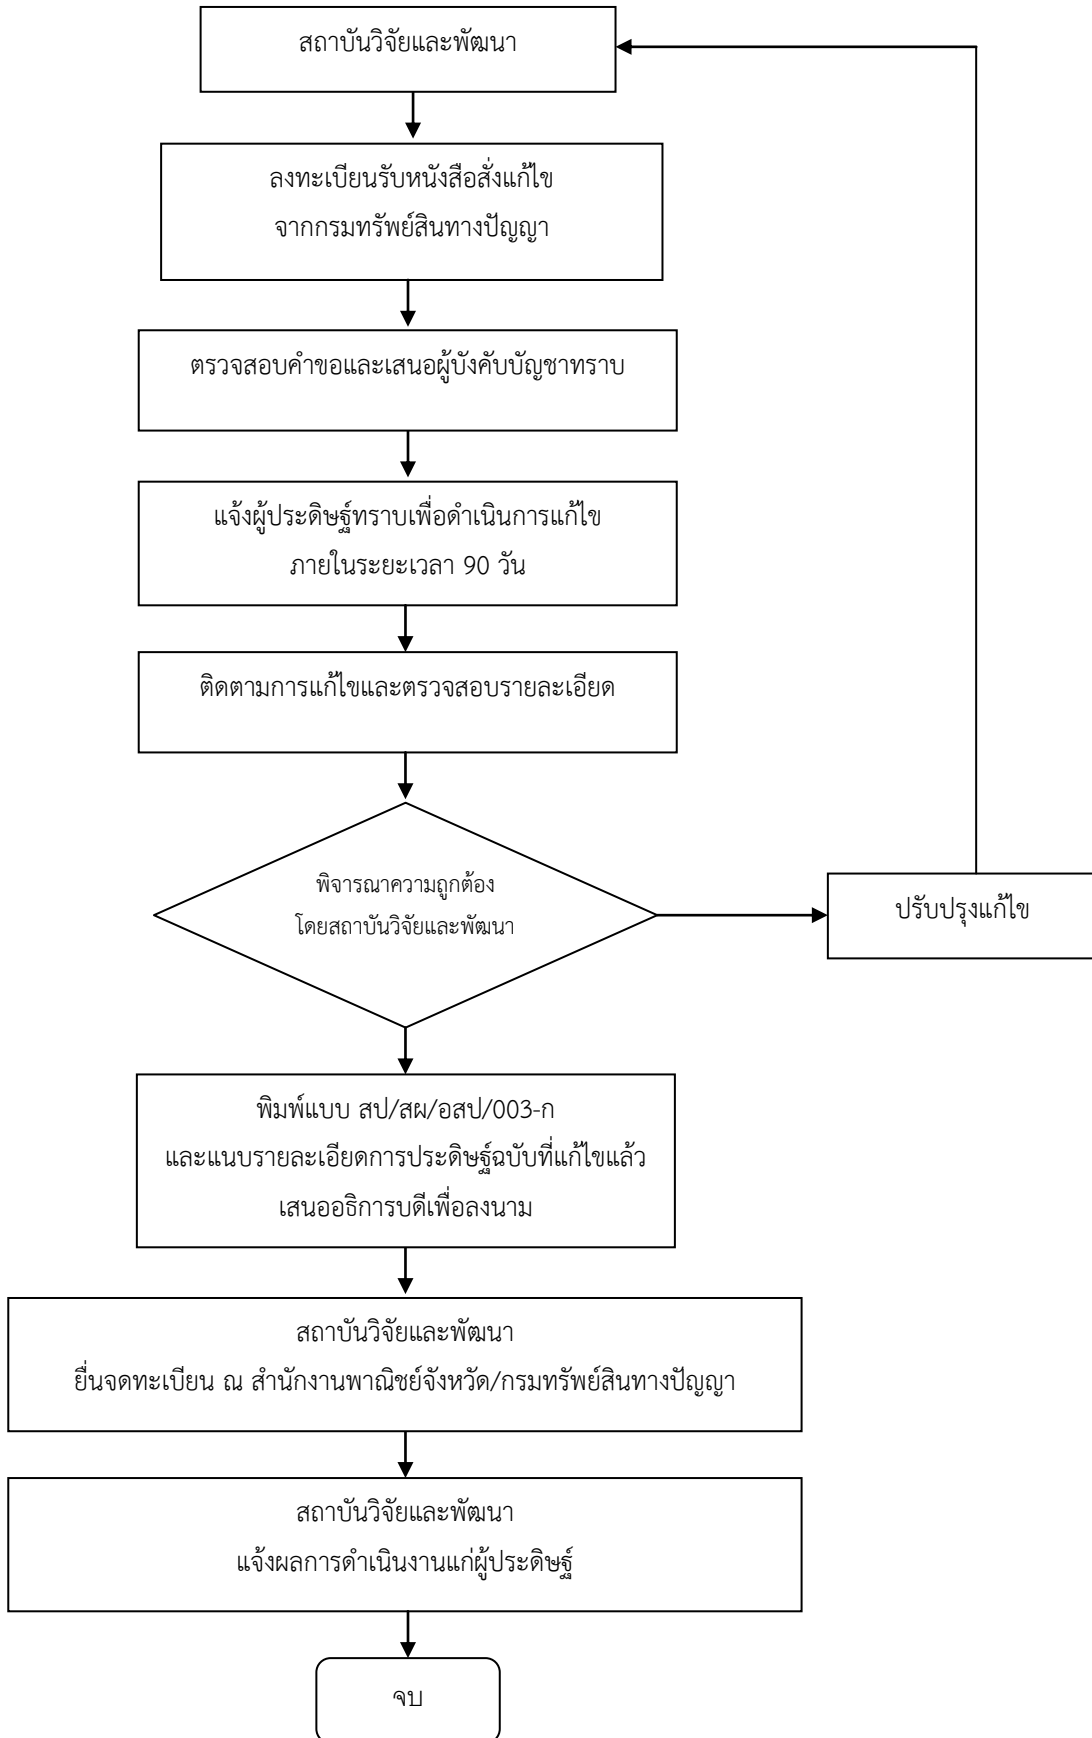 สถาบันวิจัยและพัฒนา
ลงทะเบียนรับหนังสือสั่งแก้ไข
จากกรมทรัพย์สินทางปัญญา
ตรวจสอบคำขอและเสนอผู้บังคับบัญชาทราบ
แจ้งผู้ประดิษฐ์ทราบเพื่อดำเนินการแก้ไข
ภายในระยะเวลา 90 วัน
ติดตามการแก้ไขและตรวจสอบรายละเอียด
พิจารณาความถูกต้อง
โดยสถาบันวิจัยและพัฒนา
ปรับปรุงแก้ไข
พิมพ์แบบ สป/สผ/อสป/003-ก
และแนบรายละเอียดการประดิษฐ์ฉบับที่แก้ไขแล้ว
เสนออธิการบดีเพื่อลงนาม
สถาบันวิจัยและพัฒนา
ยื่นจดทะเบียน ณ สำนักงานพาณิชย์จังหวัด/กรมทรัพย์สินทางปัญญา
สถาบันวิจัยและพัฒนา
แจ้งผลการดำเนินงานแก่ผู้ประดิษฐ์
จบ